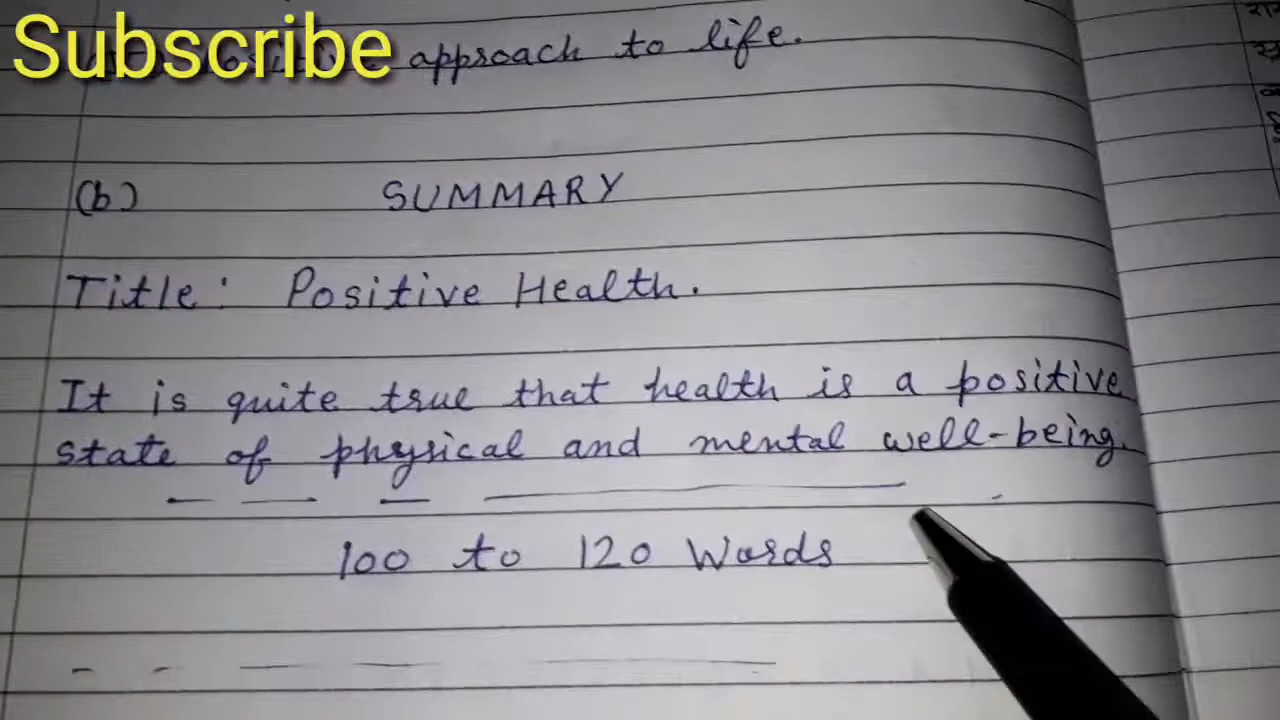 Subscribe
approach to life.
(b) SUMMARY
Title: Positive Health.
It is quite true that health is a positive
state of physical and mental well-being.
100 to 120 Words